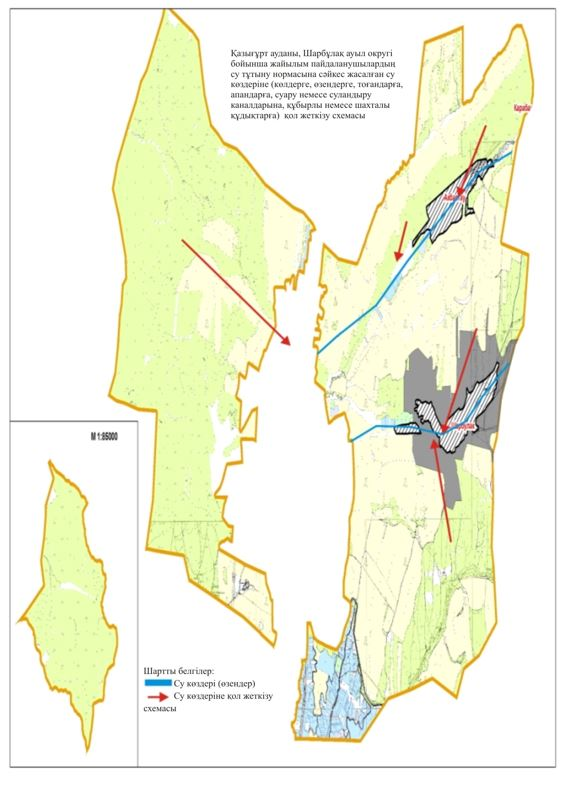 Қазығұрт ауданы, Шарбұлақ ауыл округі
бойынша жайылым пайдаланушылардың
су тұтыну нормасына сәйкес жасалған су
көздеріне (көлдерге, өзендерге, тоғандарға,
апандарға, суару немесе суландыру
каналдарына, құбырлы немесе шахталы
құдықтарға) қол жеткізу схемасы
М 1:85000
Шартты белгілер:
Су көздері (өзендер)
Су көздеріне қол жеткізу
схемасы